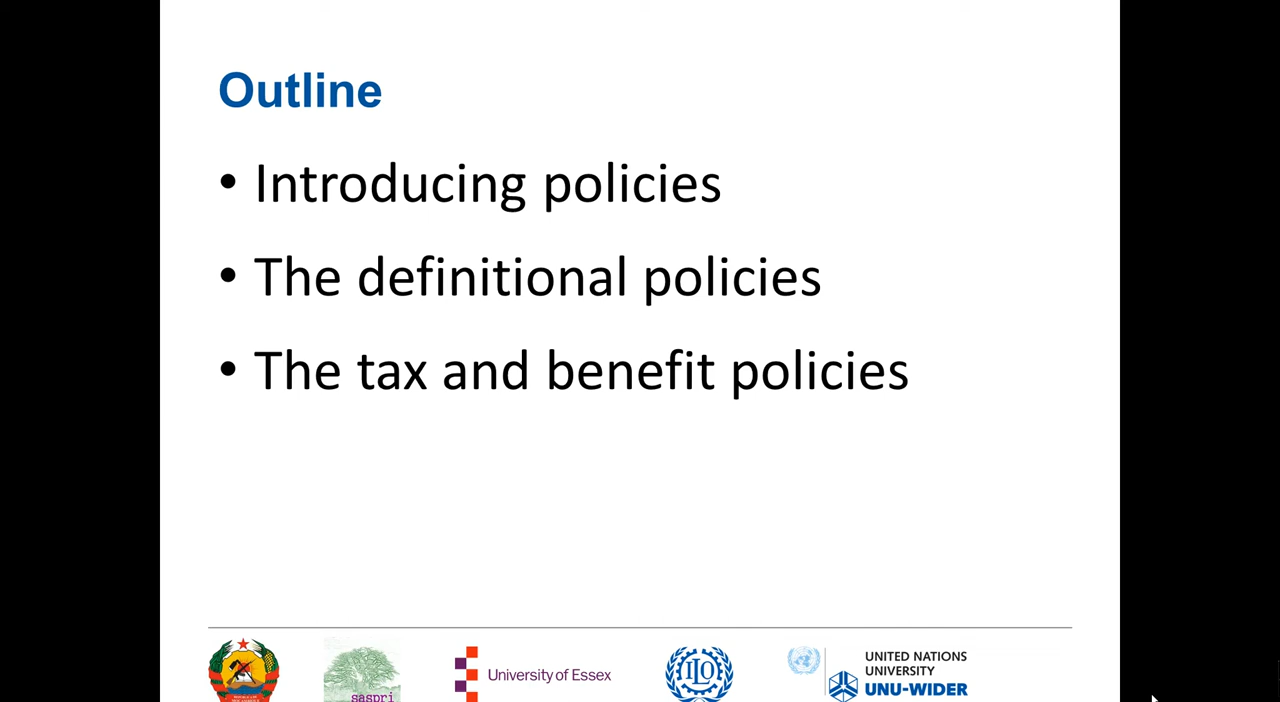 Outline
• Introducing policies
• The definitional policies
• The tax and benefit policies
saspri
University of Essex
ILO
UNITED NATIONS
UNIVERSITY
UNU-WIDER